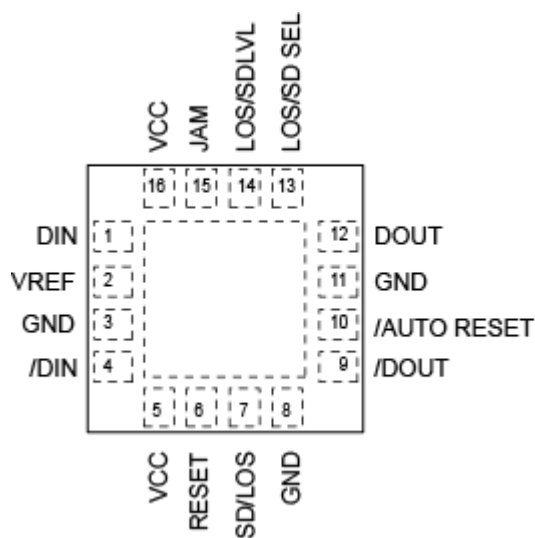 VCC
JAM
LOS/SDLVL
LOS/SD SEL
16 15 14 13
DIN 1 12 DOUT
VREF 2 11 GND
GND 3 10 /AUTO RESET
/DIN 4 9 /DOUT
5 6 7 8
VCC
RESET
SD/LOS
GND